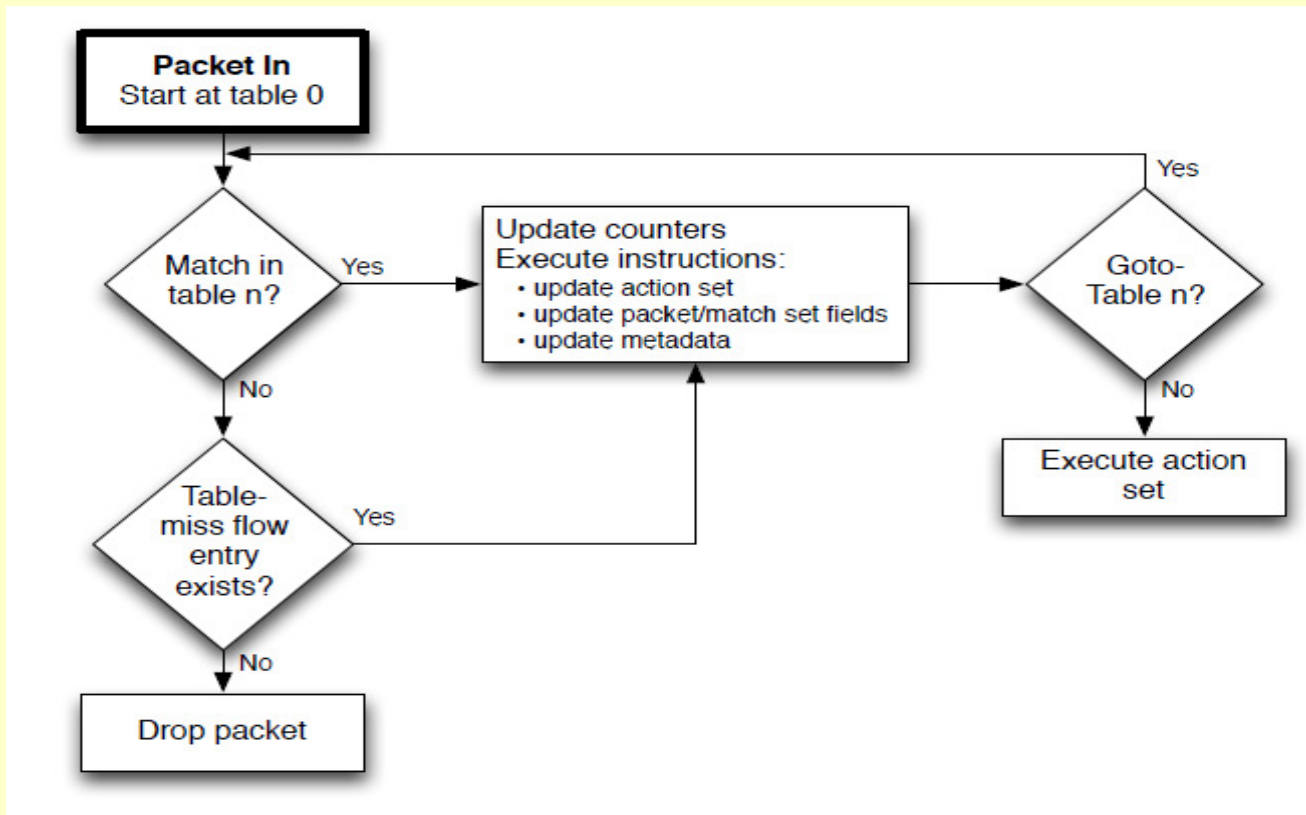 Packet In
Start at table 0
Yes
Match in
table n?
Yes
Update counters
Execute instructions:
• update action set
• update packet/match set fields
• update metadata
Goto-
Table n?
No
No
Execute action
set
Table-
miss flow
entry
exists?
Yes
No
Drop packet